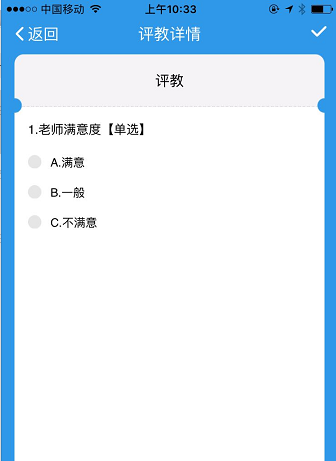 中国移动 上午10:33
返回 评教详情
评教
1.老师满意度【单选】
A.满意
B.一般
C.不满意